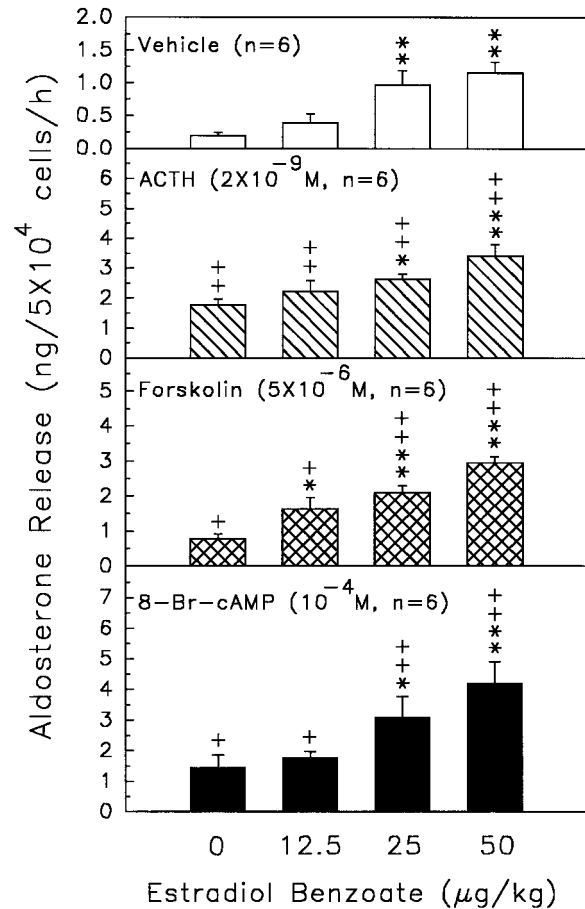 Aldosterone Release (ng/5X10⁴ cells/h)
Vehicle (n=6)
2.0
1.5
1.0
0.5
0.0
** **
ACTH (2X10⁻⁹M, n=6)
6
5
4
3
2
1
0
++ ++ ++* ++**
Forskolin (5X10⁻⁶M, n=6)
5
4
3
2
1
0
+ +* ++** ++**
8-Br-cAMP (10⁻⁴M, n=6)
7
6
5
4
3
2
1
0
+ + ++* ++**
0 12.5 25 50
Estradiol Benzoate (μg/kg)